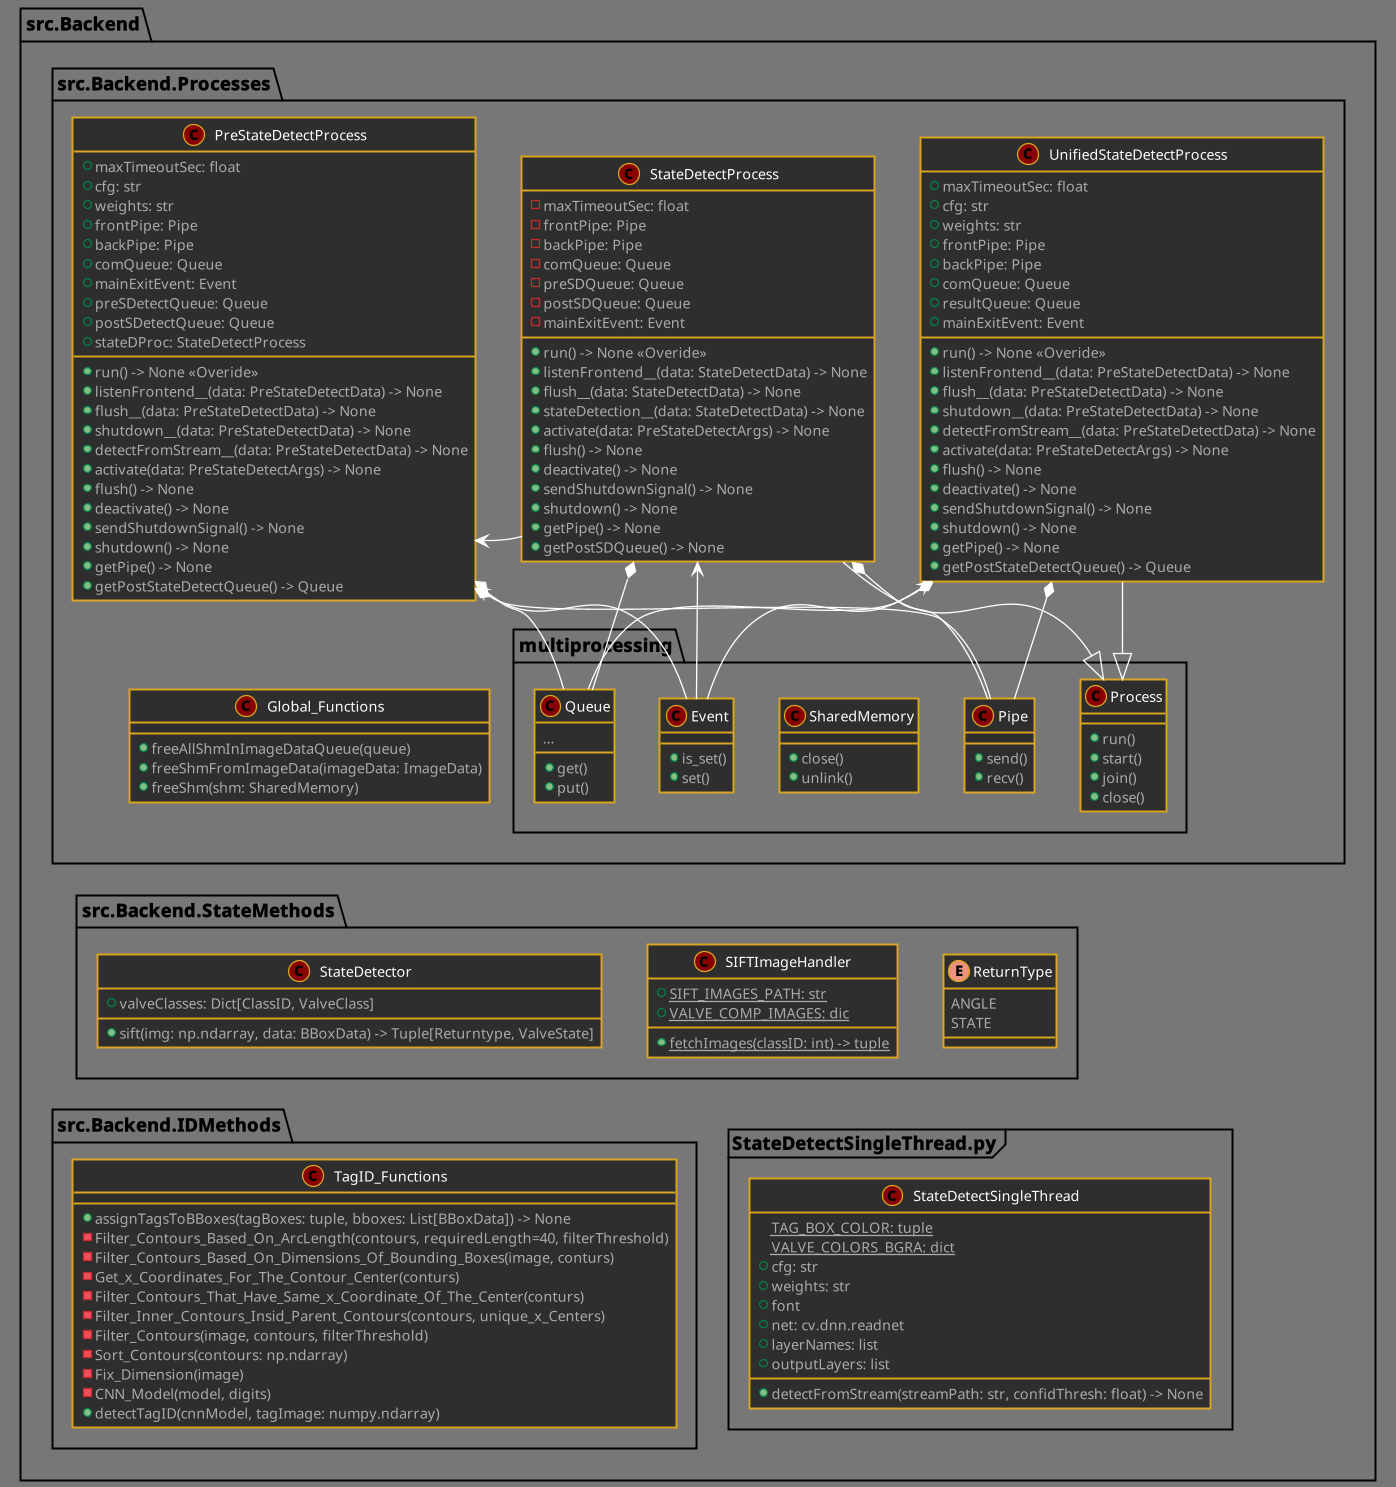 src.Backend
src.Backend.Processes
C PreStateDetectProcess
maxTimeoutSec: float
cfg: str
weights: str
frontPipe: Pipe
backPipe: Pipe
comQueue: Queue
mainExitEvent: Event
preSDetectQueue: Queue
postSDetectQueue: Queue
stateDProc: StateDetectProcess
run() -> None «Overide»
listenFrontend__(data: PreStateDetectData) -> None
flush__(data: PreStateDetectData) -> None
shutdown__(data: PreStateDetectData) -> None
detectFromStream__(data: PreStateDetectData) -> None
activate(data: PreStateDetectArgs) -> None
flush() -> None
deactivate() -> None
sendShutdownSignal() -> None
shutdown() -> None
getPipe() -> None
getPostStateDetectQueue() -> Queue
C StateDetectProcess
maxTimeoutSec: float
frontPipe: Pipe
backPipe: Pipe
comQueue: Queue
preSDQueue: Queue
postSDQueue: Queue
mainExitEvent: Event
run() -> None «Overide»
listenFrontend__(data: StateDetectData) -> None
flush__(data: StateDetectData) -> None
stateDetection__(data: StateDetectData) -> None
activate(data: PreStateDetectArgs) -> None
flush() -> None
deactivate() -> None
sendShutdownSignal() -> None
shutdown() -> None
getPipe() -> None
getPostSDQueue() -> None
C UnifiedStateDetectProcess
maxTimeoutSec: float
cfg: str
weights: str
frontPipe: Pipe
backPipe: Pipe
comQueue: Queue
resultQueue: Queue
mainExitEvent: Event
run() -> None «Overide»
listenFrontend__(data: PreStateDetectData) -> None
flush__(data: PreStateDetectData) -> None
shutdown__(data: PreStateDetectData) -> None
detectFromStream__(data: PreStateDetectData) -> None
activate(data: PreStateDetectArgs) -> None
flush() -> None
deactivate() -> None
sendShutdownSignal() -> None
shutdown() -> None
getPipe() -> None
getPostStateDetectQueue() -> Queue
C Global_Functions
freeAllShmInImageDataQueue(queue)
freeShmFromImageData(imageData: ImageData)
freeShm(shm: SharedMemory)
multiprocessing
C Queue
...
get()
put()
C Event
is_set()
set()
C SharedMemory
close()
unlink()
C Pipe
send()
recv()
C Process
run()
start()
join()
close()
src.Backend.StateMethods
C StateDetector
valveClasses: Dict[ClassID, ValveClass]
sift(img: np.ndarray, data: BBoxData) -> Tuple[Returntype, ValveState]
C SIFTImageHandler
SIFT_IMAGES_PATH: str
VALVE_COMP_IMAGES: dic
fetchImages(classID: int) -> tuple
E ReturnType
ANGLE
STATE
src.Backend.IDMethods
C TagID_Functions
assignTagsToBBoxes(tagBoxes: tuple, bboxes: List[BBoxData]) -> None
Filter_Contours_Based_On_ArcLength(contours, requiredLength=40, filterThreshold)
Filter_Contours_Based_On_Dimensions_Of_Bounding_Boxes(image, conturs)
Get_x_Coordinates_For_The_Contour_Center(conturs)
Filter_Contours_That_Have_Same_x_Coordinate_Of_The_Center(conturs)
Filter_Inner_Contours_Insid_Parent_Contours(contours, unique_x_Centers)
Filter_Contours(image, contours, filterThreshold)
Sort_Contours(contours: np.ndarray)
Fix_Dimension(image)
CNN_Model(model, digits)
detectTagID(cnnModel, tagImage: numpy.ndarray)
StateDetectSingleThread.py
C StateDetectSingleThread
TAG_BOX_COLOR: tuple
VALVE_COLORS_BGRA: dict
cfg: str
weights: str
font
net: cv.dnn.readnet
layerNames: list
outputLayers: list
detectFromStream(streamPath: str, confidThresh: float) -> None